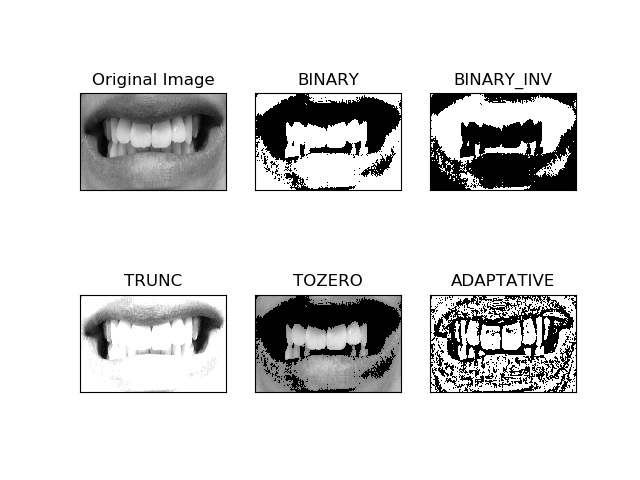 Original Image
BINARY
BINARY_INV
TRUNC
TOZERO
ADAPTATIVE